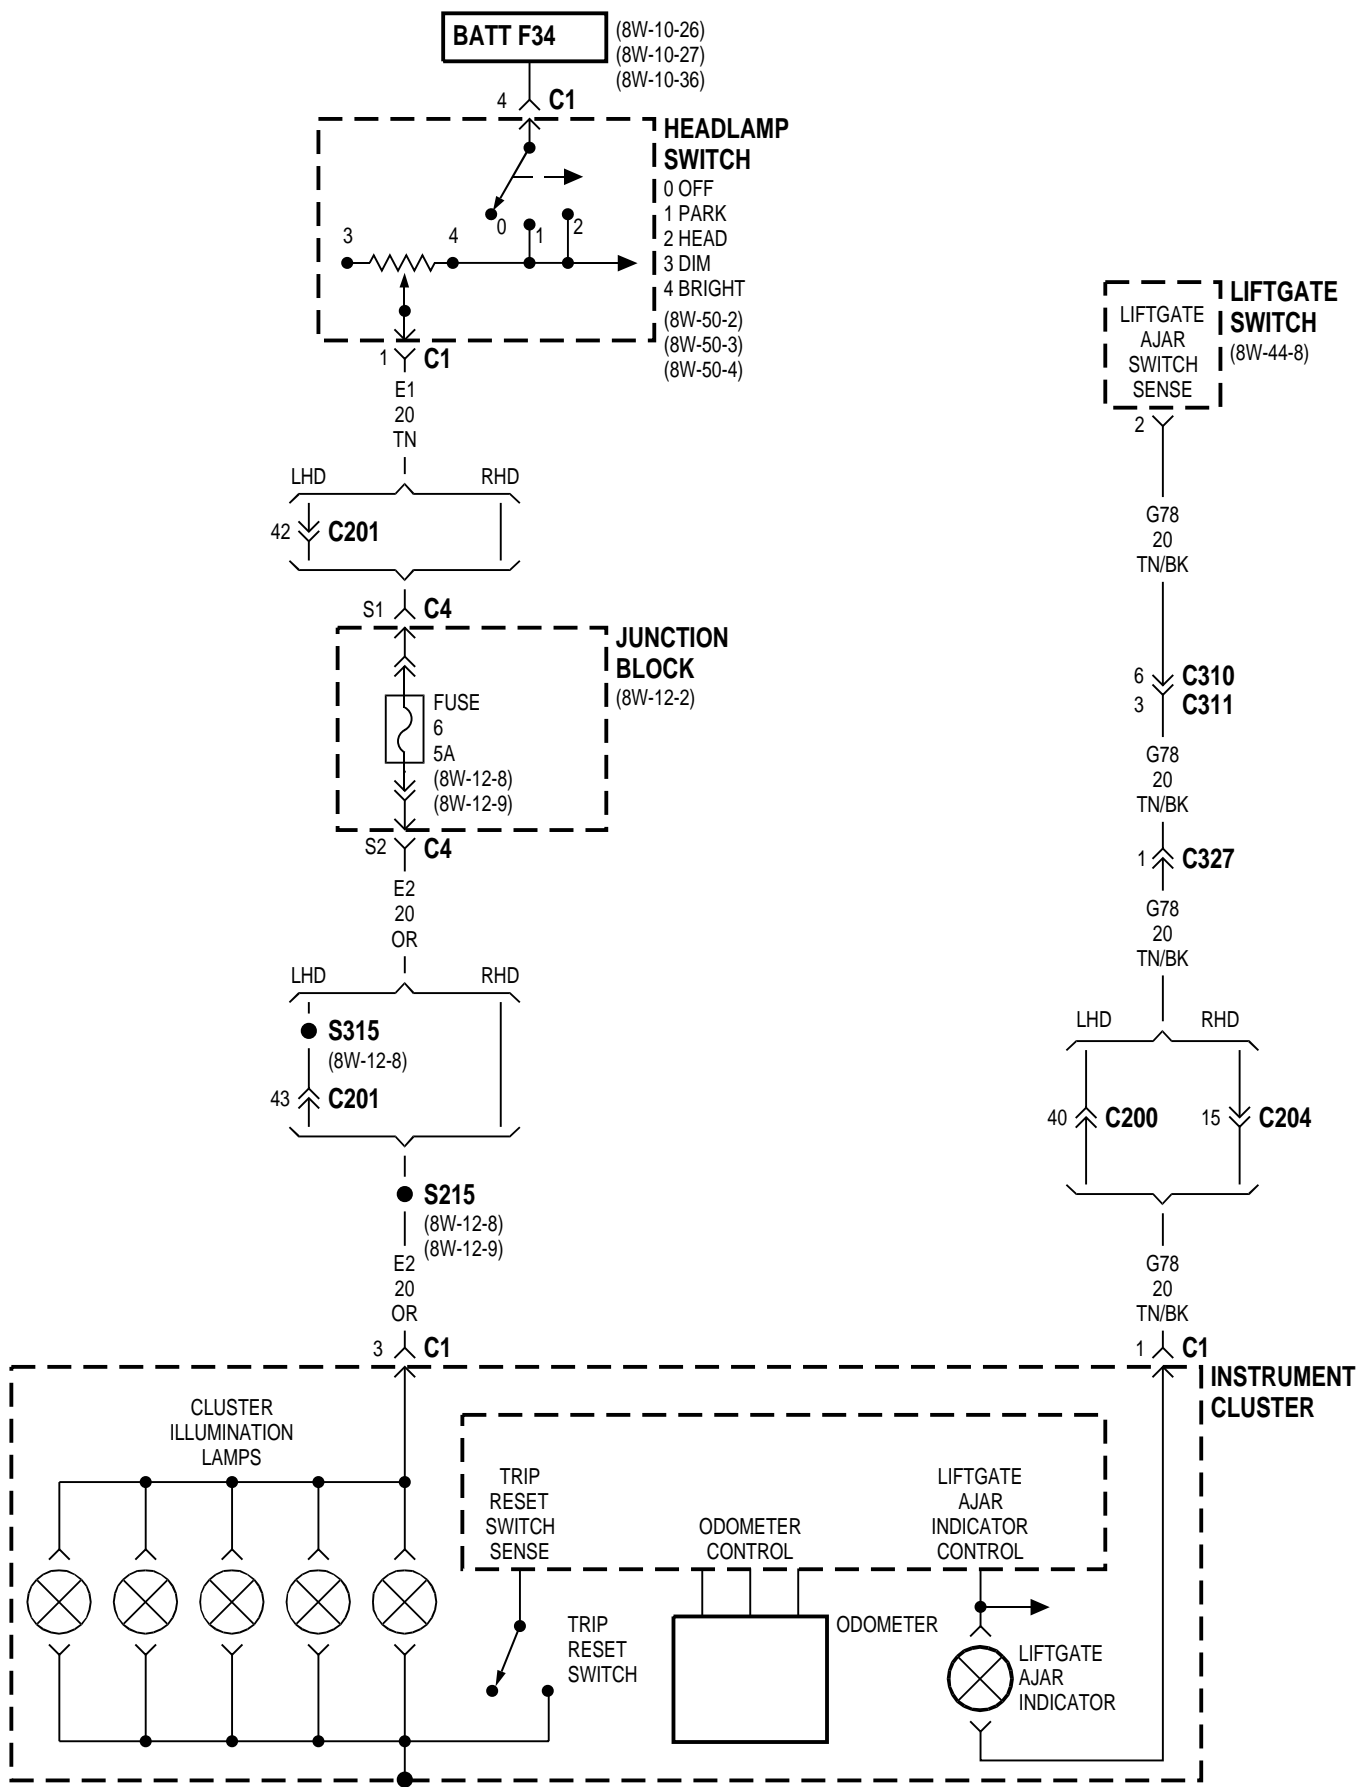 BATT F34
(8W-10-26)
(8W-10-27)
(8W-10-36)
4
C1
HEADLAMP
SWITCH
0 OFF
1 PARK
2 HEAD
3 DIM
4 BRIGHT
(8W-50-2)
(8W-50-3)
(8W-50-4)
0
1
2
3
4
1
C1
E1
20
TN
LHD
RHD
42
C201
S1
C4
JUNCTION
BLOCK
(8W-12-2)
FUSE
6
5A
(8W-12-8)
(8W-12-9)
S2
C4
E2
20
OR
LHD
RHD
S315
(8W-12-8)
43
C201
S215
(8W-12-8)
(8W-12-9)
E2
20
OR
3
C1
LIFTGATE
SWITCH
(8W-44-8)
LIFTGATE
AJAR
SWITCH
SENSE
2
G78
20
TN/BK
6
C310
3
C311
G78
20
TN/BK
1
C327
G78
20
TN/BK
LHD
RHD
40
C200
15
C204
G78
20
TN/BK
1
C1
INSTRUMENT
CLUSTER
CLUSTER
ILLUMINATION
LAMPS
TRIP
RESET
SWITCH
SENSE
ODOMETER
CONTROL
LIFTGATE
AJAR
INDICATOR
CONTROL
TRIP
RESET
SWITCH
ODOMETER
LIFTGATE
AJAR
INDICATOR